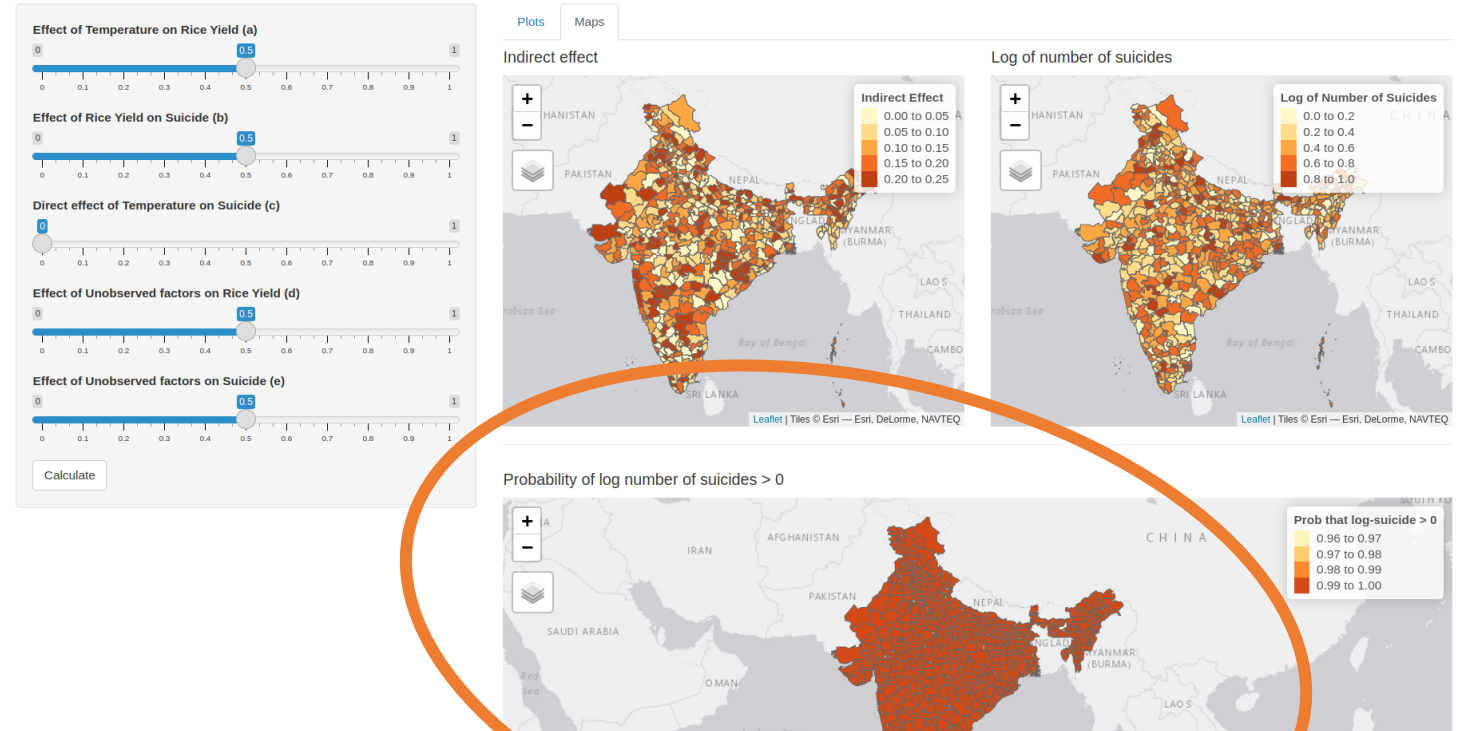 Effect of Temperature on Rice Yield (a)
0 0.5 1
0 0.1 0.2 0.3 0.4 0.5 0.6 0.7 0.8 0.9 1
Effect of Rice Yield on Suicide (b)
0 0.5 1
0 0.1 0.2 0.3 0.4 0.5 0.6 0.7 0.8 0.9 1
Direct effect of Temperature on Suicide (c)
0 1
0 0.1 0.2 0.3 0.4 0.5 0.6 0.7 0.8 0.9 1
Effect of Unobserved factors on Rice Yield (d)
0 0.5 1
0 0.1 0.2 0.3 0.4 0.5 0.6 0.7 0.8 0.9 1
Effect of Unobserved factors on Suicide (e)
0 0.5 1
0 0.1 0.2 0.3 0.4 0.5 0.6 0.7 0.8 0.9 1
Calculate
Plots Maps
Indirect effect
+
−
HANISTAN
PAKISTAN
NEPAL
NGLAD
MYANMAR
(BURMA)
LAOS
THAILAND
CAMBO
rabian Sea
Bay of Bengal
SRI LANKA
Indirect Effect
0.00 to 0.05
0.05 to 0.10
0.10 to 0.15
0.15 to 0.20
0.20 to 0.25
A
Leaflet | Tiles © Esri — Esri, DeLorme, NAVTEQ
Log of number of suicides
+
−
HANISTAN
PAKISTAN
NEPAL
NGLAD
MYANMAR
(BURMA)
LAOS
THAILAND
CAMBO
rabian Sea
Bay of Bengal
SRI LANKA
Log of Number of Suicides
0.0 to 0.2
0.2 to 0.4
0.4 to 0.6
0.6 to 0.8
0.8 to 1.0
CHINA
Leaflet | Tiles © Esri — Esri, DeLorme, NAVTEQ
Probability of log number of suicides > 0
+
−
IA
IRAN
AFGHANISTAN
CHINA
SOUTH KO
PAKISTAN
NEPAL
SAUDI ARABIA
NGLAD
MYANMAR
(BURMA)
OMAN
Red
Sea
LAOS
Prob that log-suicide > 0
0.96 to 0.97
0.97 to 0.98
0.98 to 0.99
0.99 to 1.00